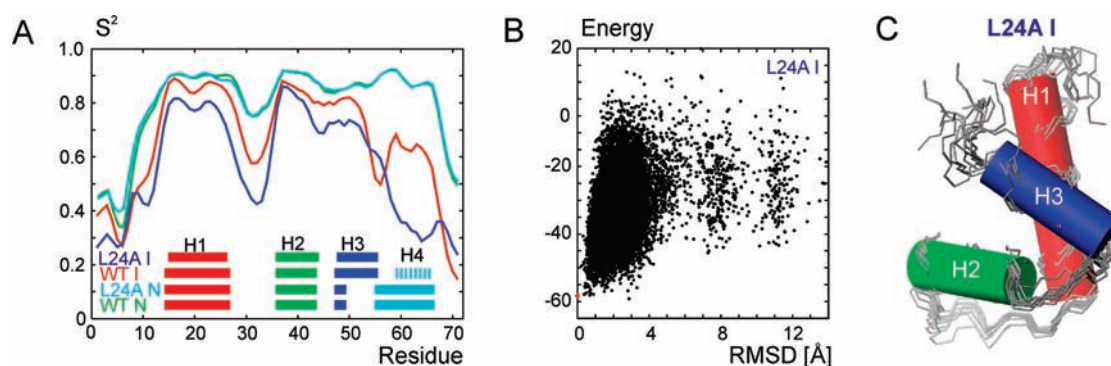 A
S²
1.0
0.8
0.6
0.4
0.2
0
0 10 20 30 40 50 60 70
Residue
H1 H2 H3 H4
L24A I
WT I
L24A N
WT N
B
Energy
L24A I
20
0
-20
-40
-60
0 4 8 12
RMSD [Å]
C
L24A I
H1
H3
H2